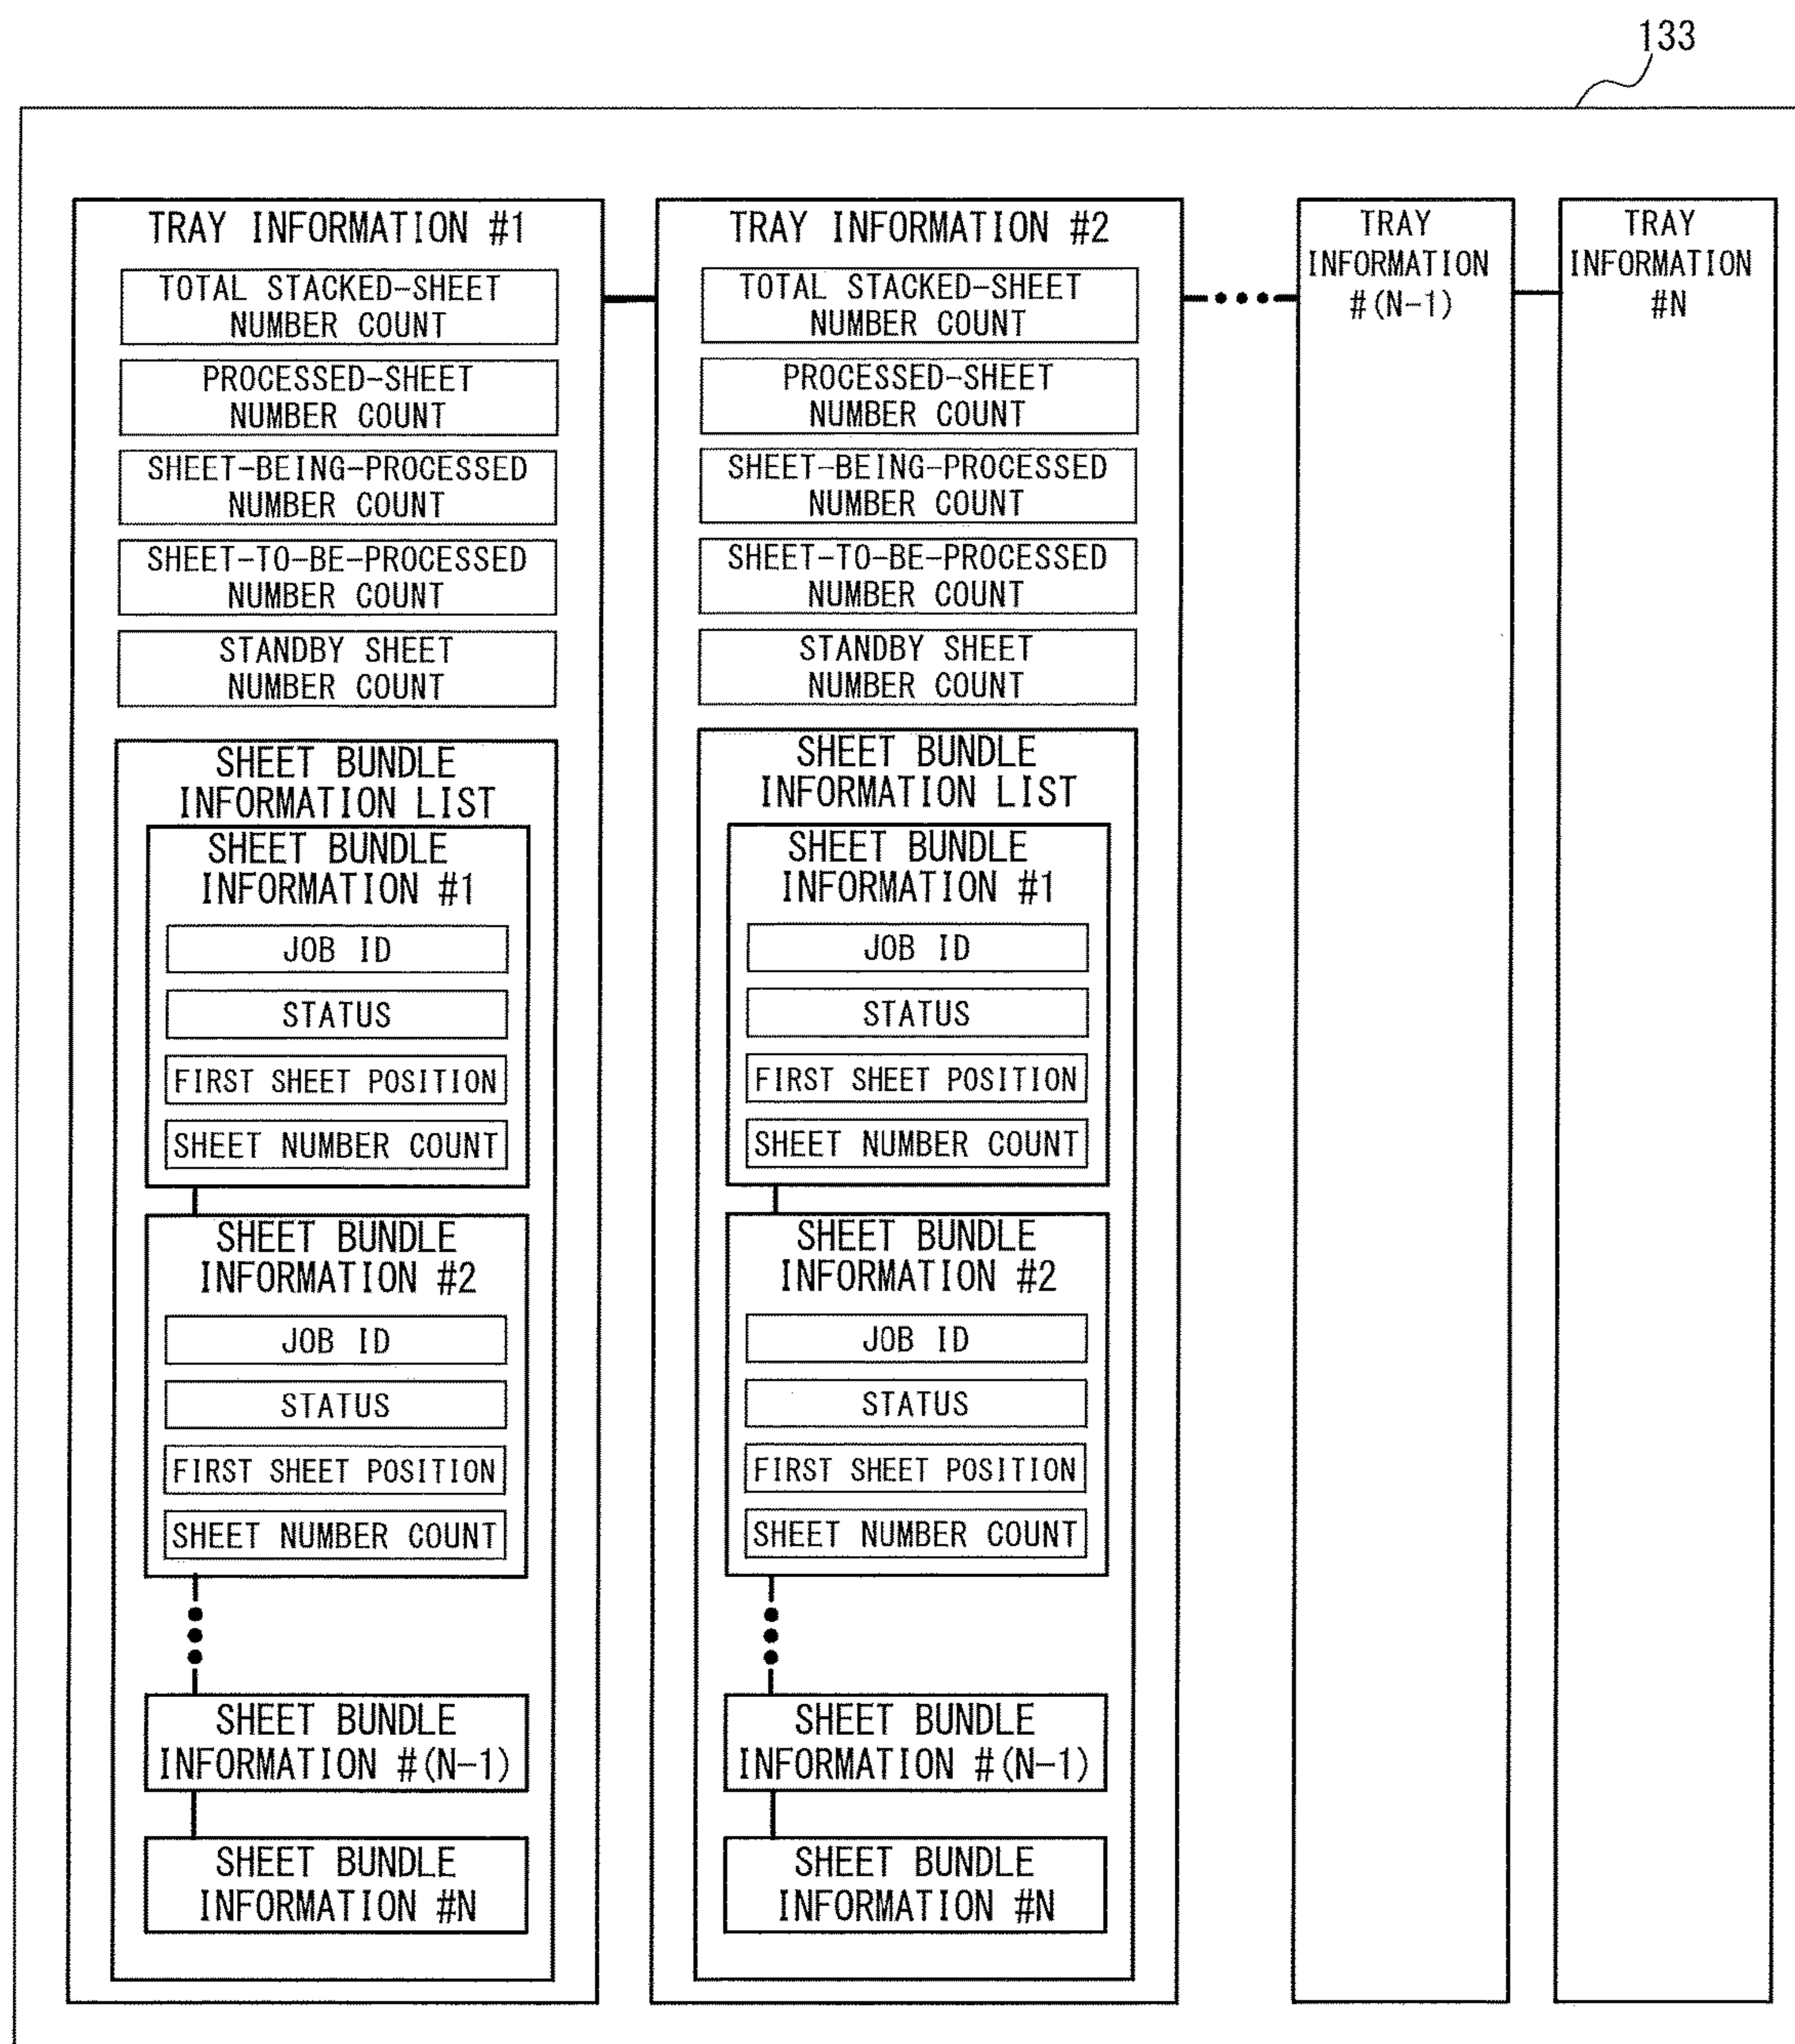 133
TRAY INFORMATION #1
TOTAL STACKED-SHEET
NUMBER COUNT
PROCESSED-SHEET
NUMBER COUNT
SHEET-BEING-PROCESSED
NUMBER COUNT
SHEET-TO-BE-PROCESSED
NUMBER COUNT
STANDBY SHEET
NUMBER COUNT
SHEET BUNDLE
INFORMATION LIST
SHEET BUNDLE
INFORMATION #1
JOB ID
STATUS
FIRST SHEET POSITION
SHEET NUMBER COUNT
SHEET BUNDLE
INFORMATION #2
JOB ID
STATUS
FIRST SHEET POSITION
SHEET NUMBER COUNT
SHEET BUNDLE
INFORMATION #(N-1)
SHEET BUNDLE
INFORMATION #N
TRAY INFORMATION #2
TOTAL STACKED-SHEET
NUMBER COUNT
PROCESSED-SHEET
NUMBER COUNT
SHEET-BEING-PROCESSED
NUMBER COUNT
SHEET-TO-BE-PROCESSED
NUMBER COUNT
STANDBY SHEET
NUMBER COUNT
SHEET BUNDLE
INFORMATION LIST
SHEET BUNDLE
INFORMATION #1
JOB ID
STATUS
FIRST SHEET POSITION
SHEET NUMBER COUNT
SHEET BUNDLE
INFORMATION #2
JOB ID
STATUS
FIRST SHEET POSITION
SHEET NUMBER COUNT
SHEET BUNDLE
INFORMATION #(N-1)
SHEET BUNDLE
INFORMATION #N
TRAY
INFORMATION
#(N-1)
TRAY
INFORMATION
#N